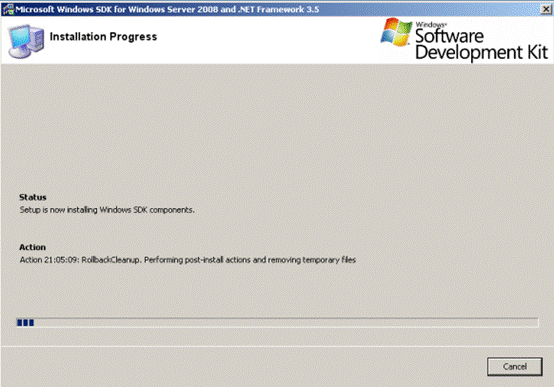 Microsoft Windows SDK for Windows Server 2008 and .NET Framework 3.5
Installation Progress
Windows
Software
Development Kit
Status
Setup is now installing Windows SDK components.
Action
Action 21:05:09: RollbackCleanup. Performing post-install actions and removing temporary files
Cancel